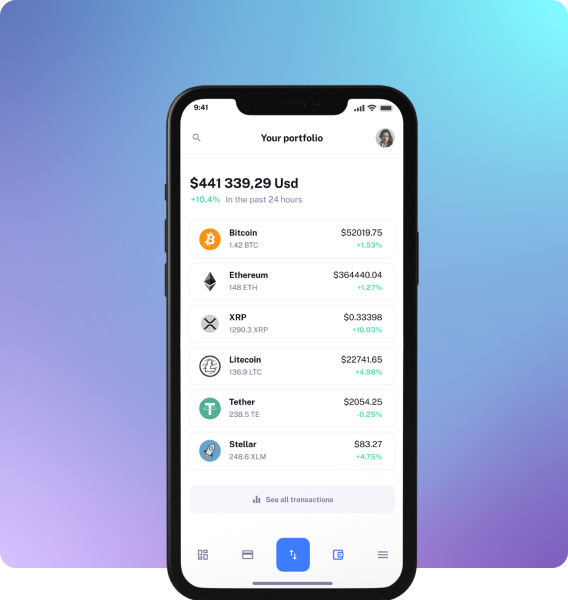 9:41
Your portfolio
$441 339,29 Usd
+10.4% In the past 24 hours
Bitcoin $52019.75
1.42 BTC +1.53%
Ethereum $364440.04
148 ETH +1.27%
XRP $0.33398
1290.3 XRP +10.93%
Litecoin $22741.65
136.9 LTC +4.98%
Tether $2054.25
238.5 TE -0.25%
Stellar $83.27
248.6 XLM +4.75%
See all transactions